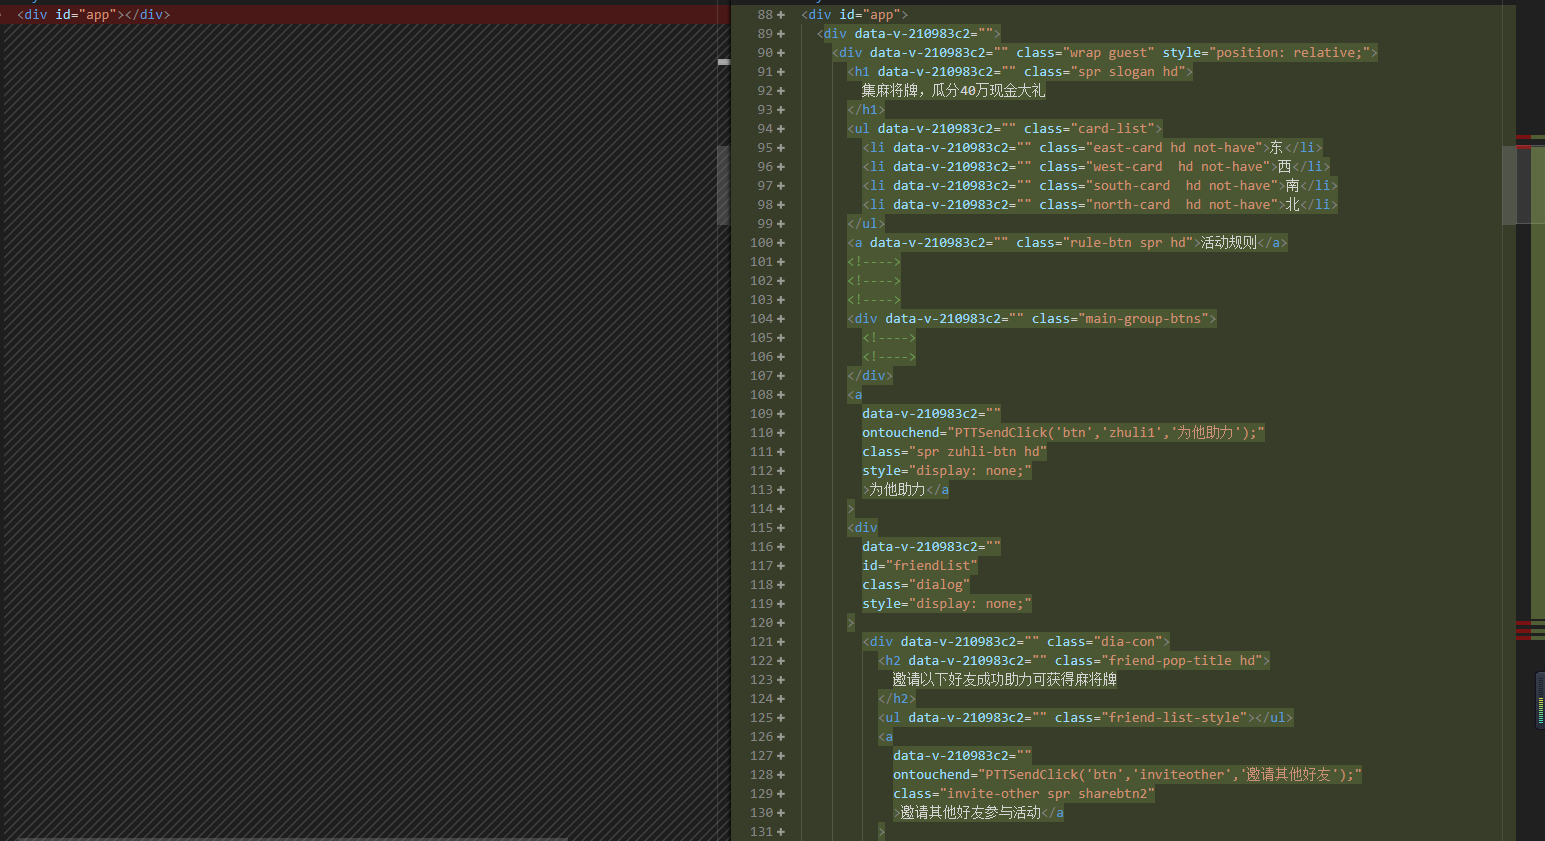 <div id="app"></div>
88+ <div id="app">
89+ <div data-v-210983c2="">
90+ <div data-v-210983c2="" class="wrap guest" style="position: relative;">
91+ <h1 data-v-210983c2="" class="spr slogan hd">
92+ 集麻将牌，瓜分40万现金大礼
93+ </h1>
94+ <ul data-v-210983c2="" class="card-list">
95+ <li data-v-210983c2="" class="east-card hd not-have">东</li>
96+ <li data-v-210983c2="" class="west-card  hd not-have">西</li>
97+ <li data-v-210983c2="" class="south-card  hd not-have">南</li>
98+ <li data-v-210983c2="" class="north-card  hd not-have">北</li>
99+ </ul>
100+ <a data-v-210983c2="" class="rule-btn spr hd">活动规则</a>
101+ <!---->
102+ <!---->
103+ <!---->
104+ <div data-v-210983c2="" class="main-group-btns">
105+ <!---->
106+ <!---->
107+ </div>
108+ <a
109+ data-v-210983c2=""
110+ ontouchend="PTTSendClick('btn','zhuli1','为他助力');"
111+ class="spr zuhli-btn hd"
112+ style="display: none;"
113+ >为他助力</a
114+ >
115+ <div
116+ data-v-210983c2=""
117+ id="friendList"
118+ class="dialog"
119+ style="display: none;"
120+ >
121+ <div data-v-210983c2="" class="dia-con">
122+ <h2 data-v-210983c2="" class="friend-pop-title hd">
123+ 邀请以下好友成功助力可获得麻将牌
124+ </h2>
125+ <ul data-v-210983c2="" class="friend-list-style"></ul>
126+ <a
127+ data-v-210983c2=""
128+ ontouchend="PTTSendClick('btn','inviteother','邀请其他好友');"
129+ class="invite-other spr sharebtn2"
130+ >邀请其他好友参与活动</a
131+ >